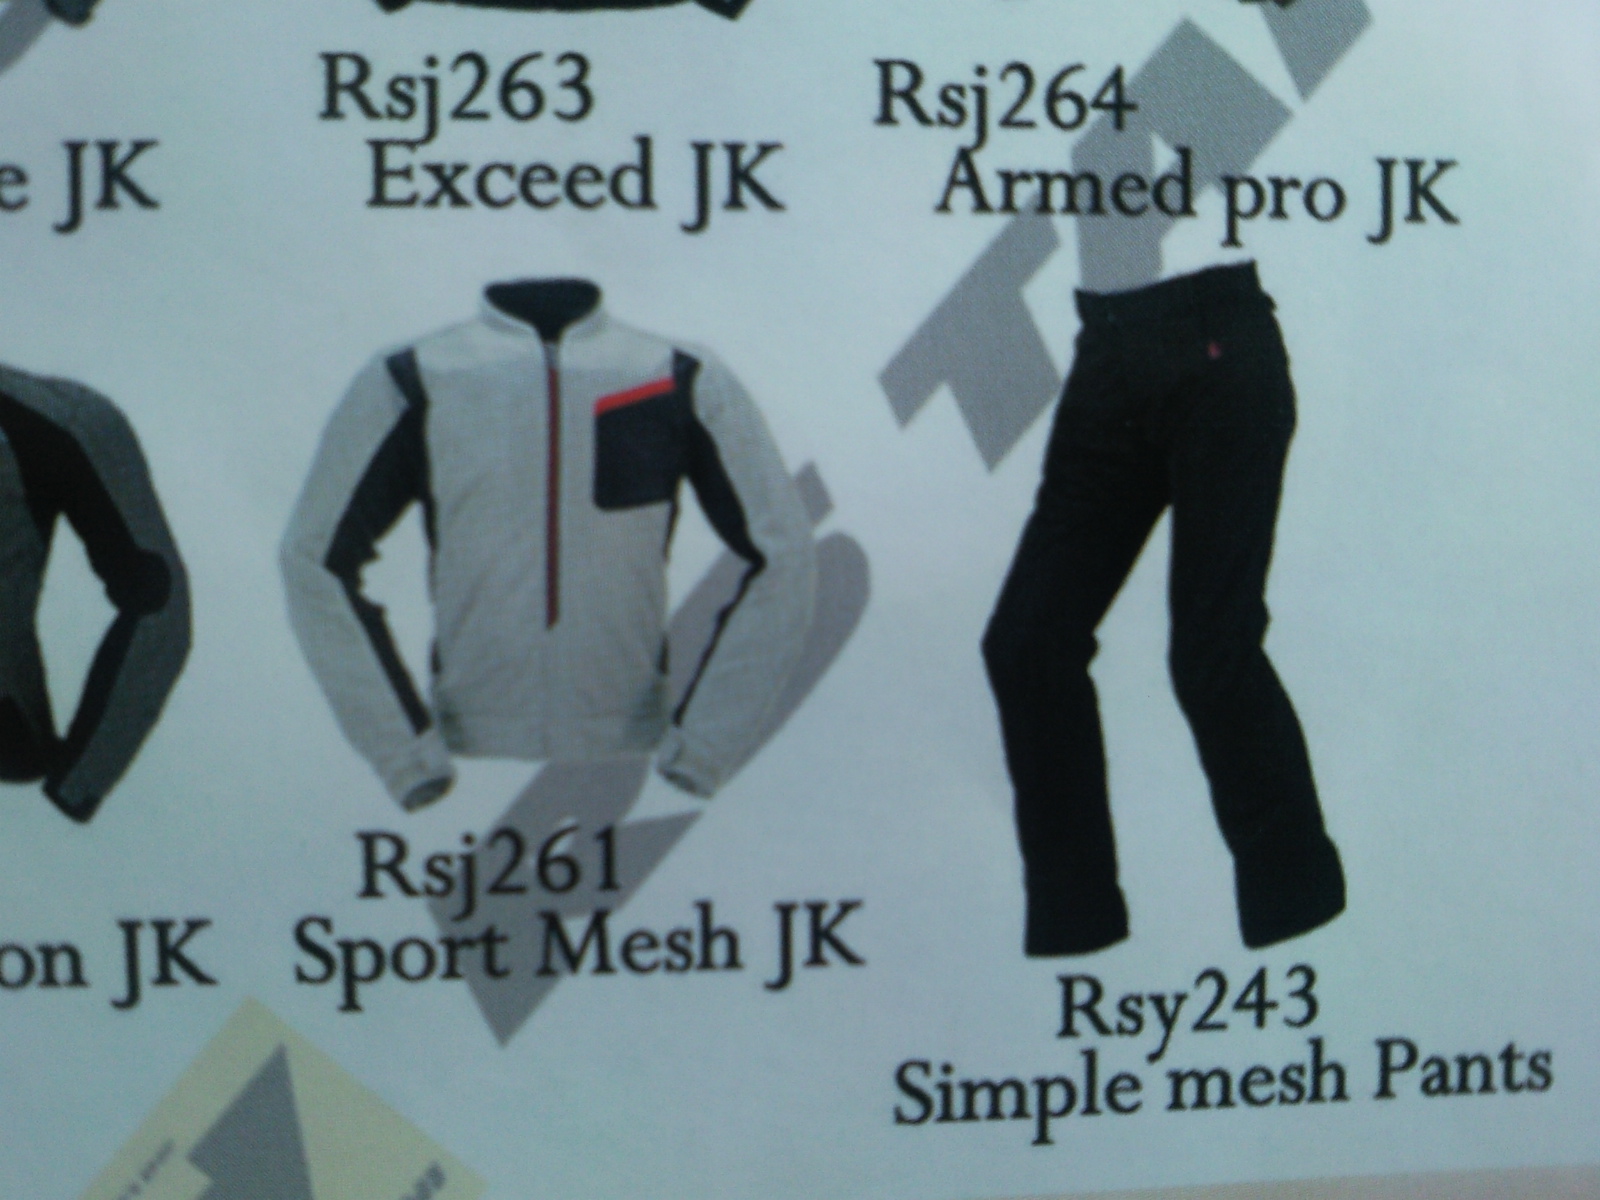 Rsj263
Exceed JK
Rsj264
Armed pro JK
e JK
Rsj261
Sport Mesh JK
on JK
Rsy243
Simple mesh Pants